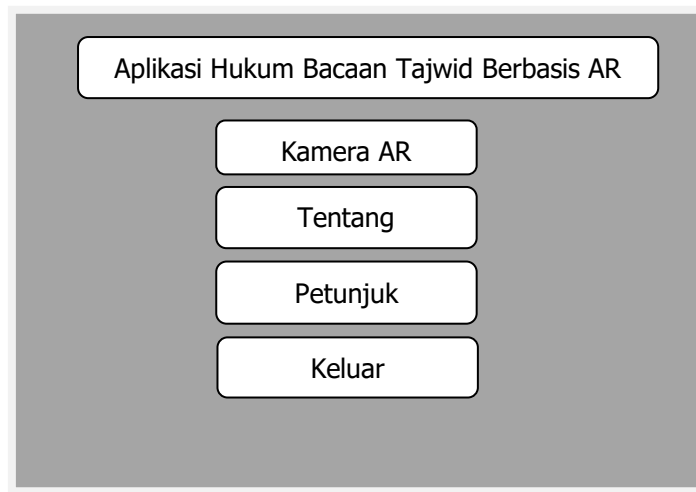 Aplikasi Hukum Bacaan Tajwid Berbasis AR
Kamera AR
Tentang
Petunjuk
Keluar